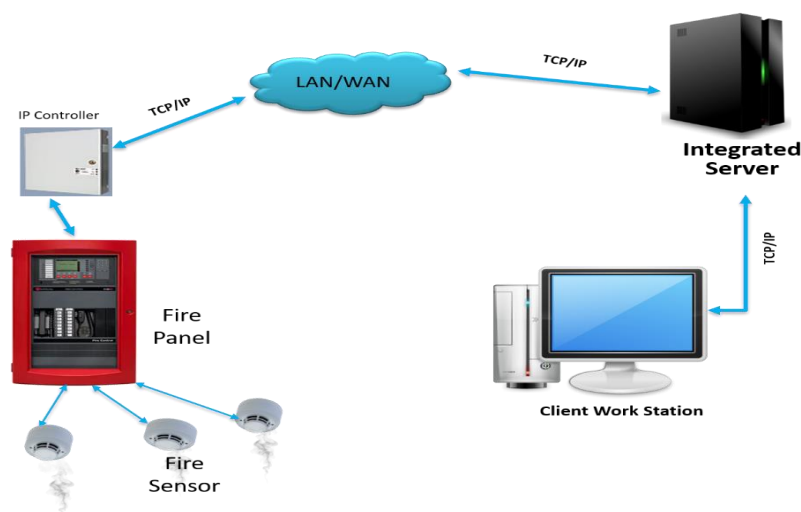 LAN/WAN
TCP/IP
TCP/IP
IP Controller
Integrated
Server
TCP/IP
Fire
Panel
Client Work Station
Fire
Sensor